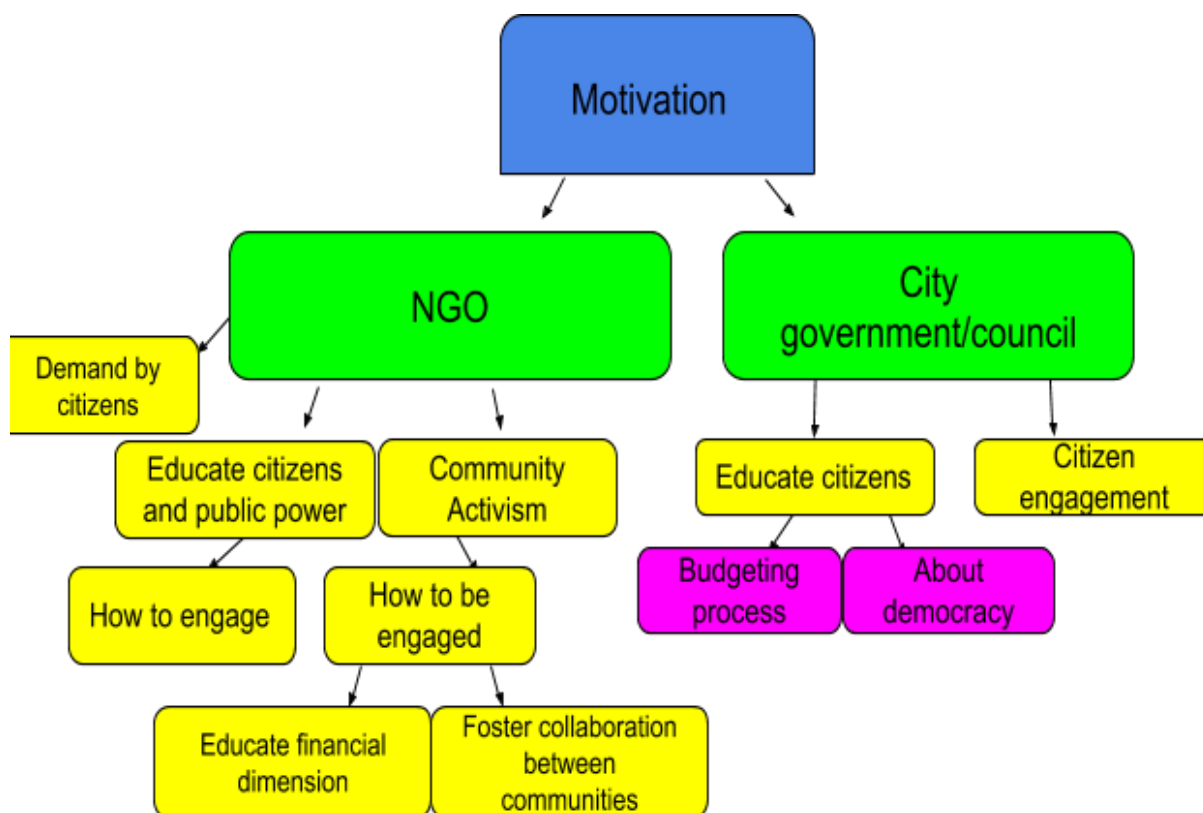 Motivation
NGO
City
government/council
Demand by
citizens
Educate citizens
and public power
Community
Activism
Educate citizens
Citizen
engagement
How to engage
How to be
engaged
Budgeting
process
About
democracy
Educate financial
dimension
Foster collaboration
between
communities